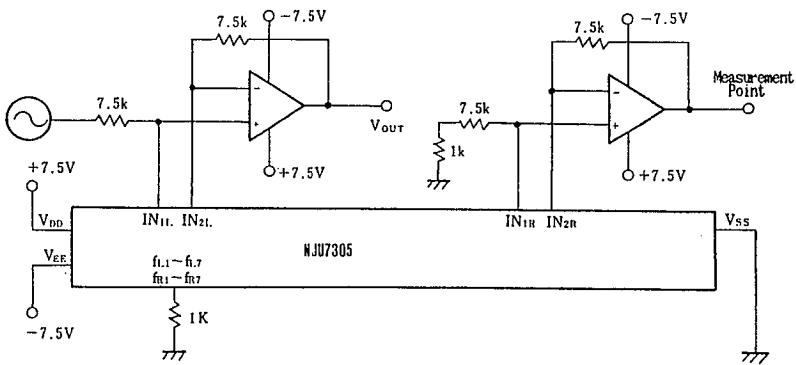 7.5k
−7.5V
7.5k
−
+
+7.5V
VOUT
7.5k
−7.5V
7.5k
1k
−
+
+7.5V
Measurement
Point
+7.5V
VDD
VEE
−7.5V
IN1L
IN2L
IN1R
IN2R
VSS
NJU7305
fL1~fL7
fR1~fR7
1K